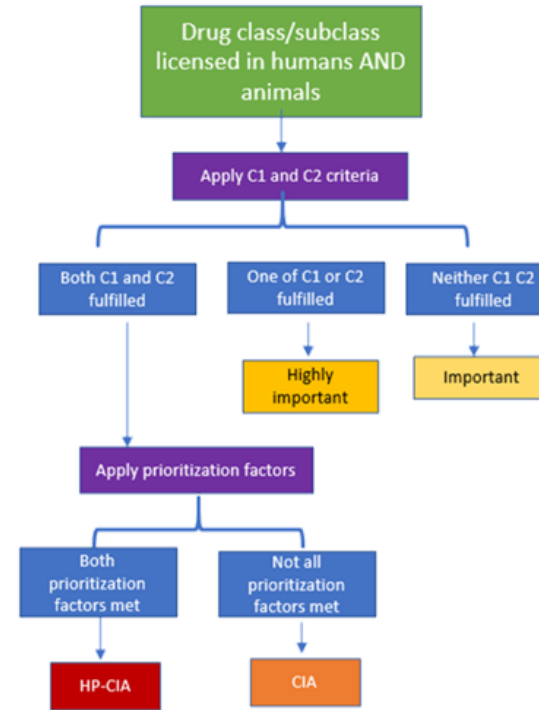 Drug class/subclass
licensed in humans AND
animals
Apply C1 and C2 criteria
Both C1 and C2
fulfilled
One of C1 or C2
fulfilled
Neither C1 C2
fulfilled
Highly
important
Important
Apply prioritization factors
Both
prioritization
factors met
Not all
prioritization
factors met
HP-CIA
CIA